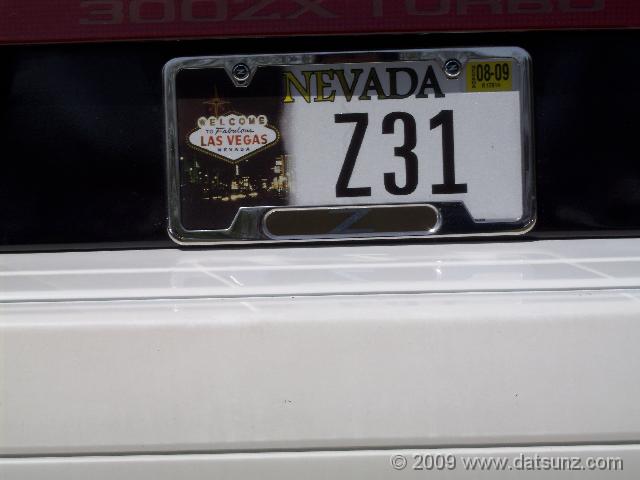 300ZX TURBO
NEVADA
08-09
WELCOME
TO Fabulous
LAS VEGAS
NEVADA
Z31
Z
© 2009 www.datsunz.com